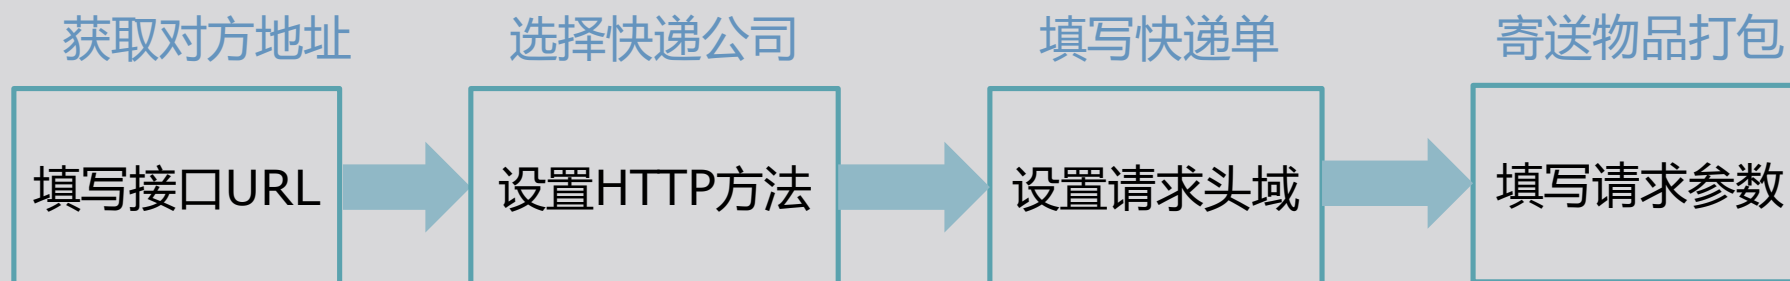 获取对方地址
选择快递公司
填写快递单
寄送物品打包
填写接口URL
设置HTTP方法
设置请求头域
填写请求参数